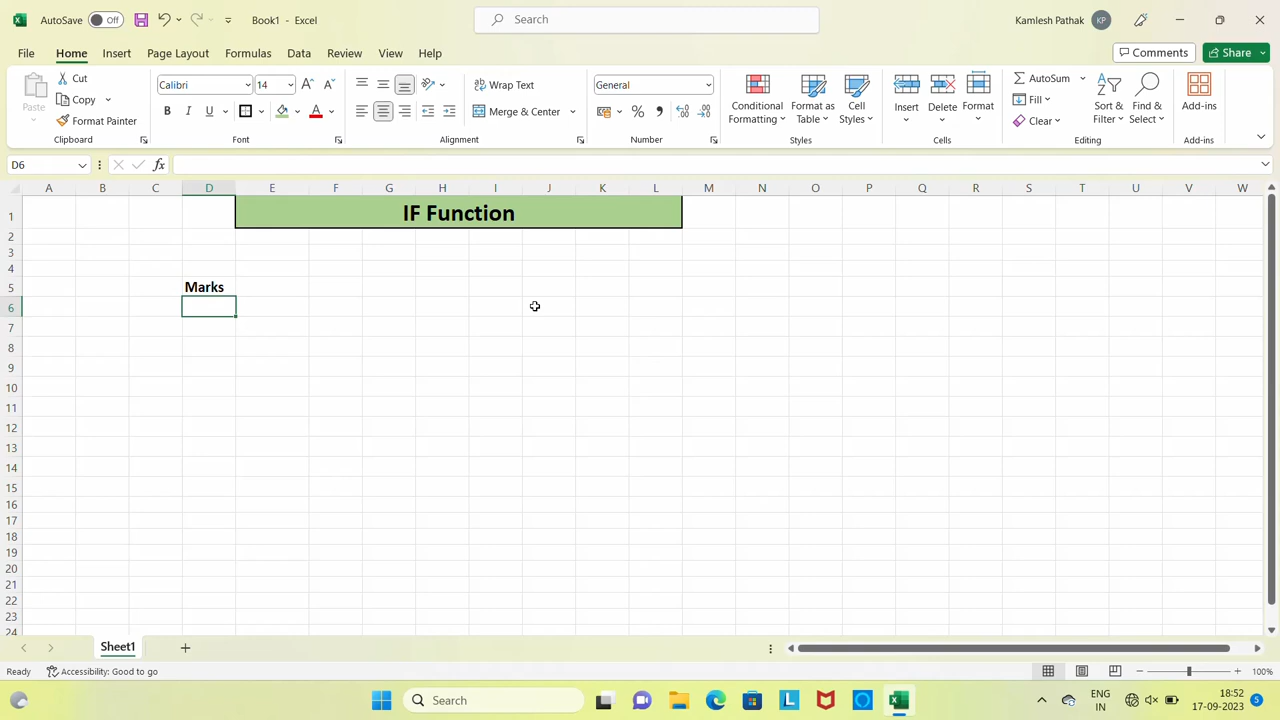 AutoSave Off Book1 - Excel Search Kamlesh Pathak KP
File Home Insert Page Layout Formulas Data Review View Help Comments Share
Paste Cut Copy Format Painter Clipboard
Calibri 14 A A B I U A Font
Wrap Text Merge & Center Alignment
General % , Number
Conditional Formatting Format as Table Cell Styles Styles
Insert Delete Format Cells
AutoSum Fill Clear Sort & Filter Find & Select Editing
Add-ins Add-ins
D6 fx
A B C D E F G H I J K L M N O P Q R S T U V W
1 IF Function
2
3
4
5 Marks
6
7
8
9
10
11
12
13
14
15
16
17
18
19
20
21
22
23
24
Sheet1
Ready Accessibility: Good to go 100%
Search L ENG IN 18:52 17-09-2023 5